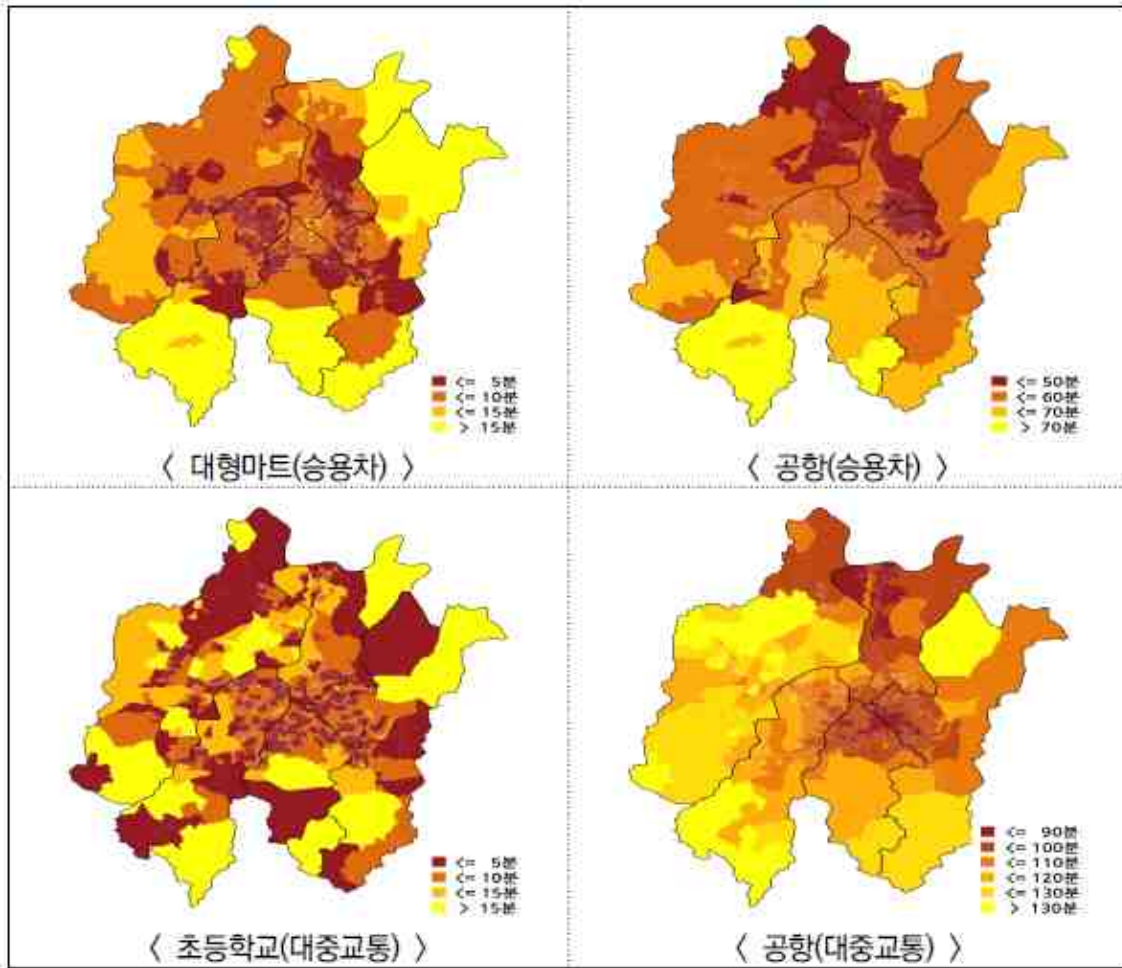 <=  5분
<= 10분
<= 15분
>  15분
〈 대형마트(승용차) 〉
<= 50분
<= 60분
<= 70분
>  70분
〈 공항(승용차) 〉
<=  5분
<= 10분
<= 15분
>  15분
〈 초등학교(대중교통) 〉
<=  90분
<= 100분
<= 110분
<= 120분
<= 130분
>  130분
〈 공항(대중교통) 〉